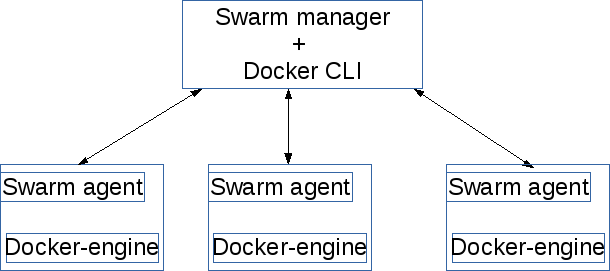 Swarm manager
+
Docker CLI
Swarm agent
Docker-engine
Swarm agent
Docker-engine
Swarm agent
Docker-engine